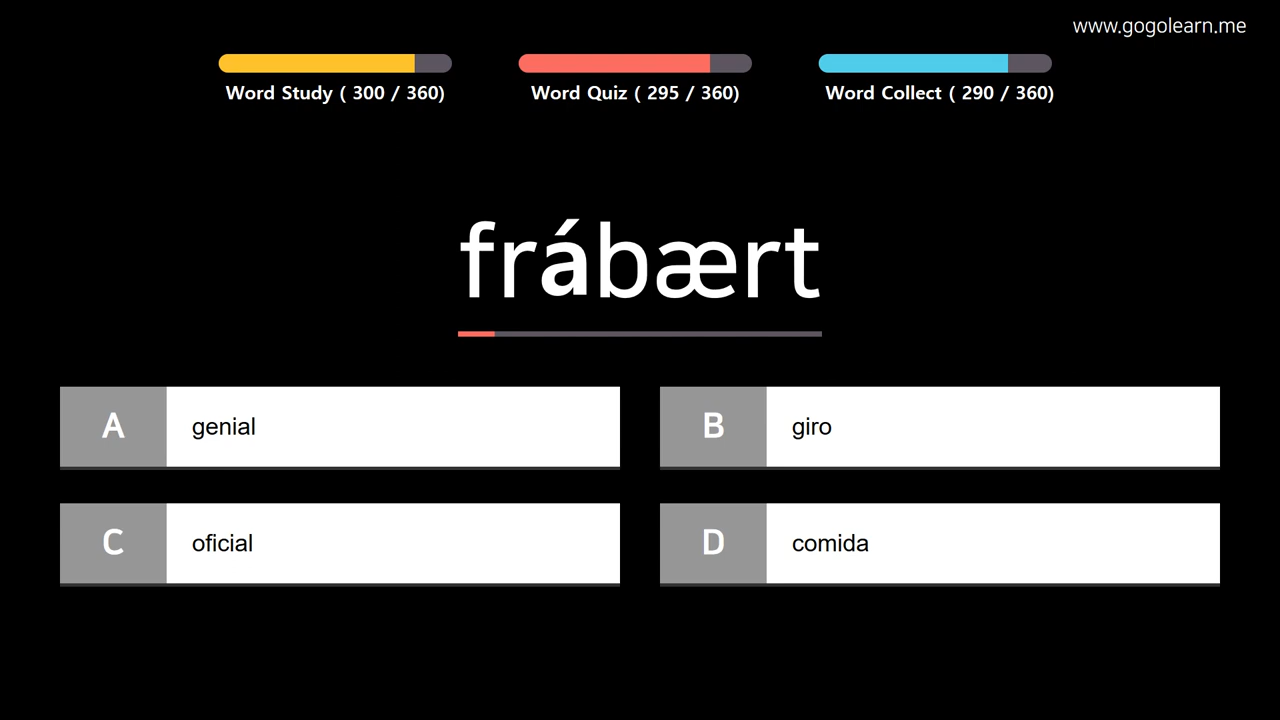 www.gogolearn.me
Word Study ( 300 / 360)
Word Quiz ( 295 / 360)
Word Collect ( 290 / 360)
frábært
A genial
B giro
C oficial
D comida